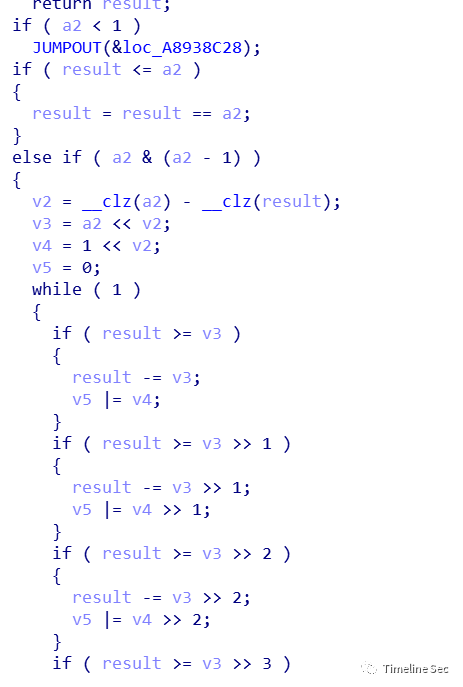 return result;
if ( a2 < 1 )
JUMPOUT(&loc_A8938C28);
if ( result <= a2 )
{
result = result == a2;
}
else if ( a2 & (a2 - 1) )
{
v2 = __clz(a2) - __clz(result);
v3 = a2 << v2;
v4 = 1 << v2;
v5 = 0;
while ( 1 )
{
if ( result >= v3 )
{
result -= v3;
v5 |= v4;
}
if ( result >= v3 >> 1 )
{
result -= v3 >> 1;
v5 |= v4 >> 1;
}
if ( result >= v3 >> 2 )
{
result -= v3 >> 2;
v5 |= v4 >> 2;
}
if ( result >= v3 >> 3 )
Timeline Sec